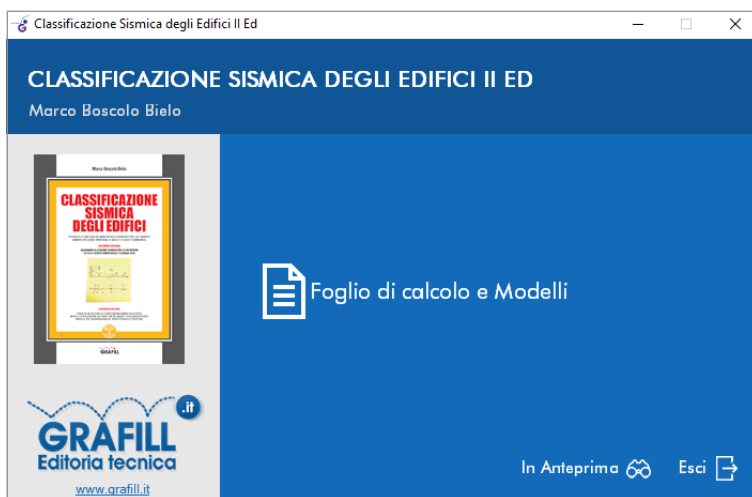 Classificazione Sismica degli Edifici II Ed
CLASSIFICAZIONE SISMICA DEGLI EDIFICI II ED
Marco Boscolo Bielo
Marco Boscolo Bielo
CLASSIFICAZIONE
SISMICA
DEGLI EDIFICI
GRAFILL
Foglio di calcolo e Modelli
.it
GRAFILL
Editoria tecnica
www.grafill.it
In Anteprima
Esci